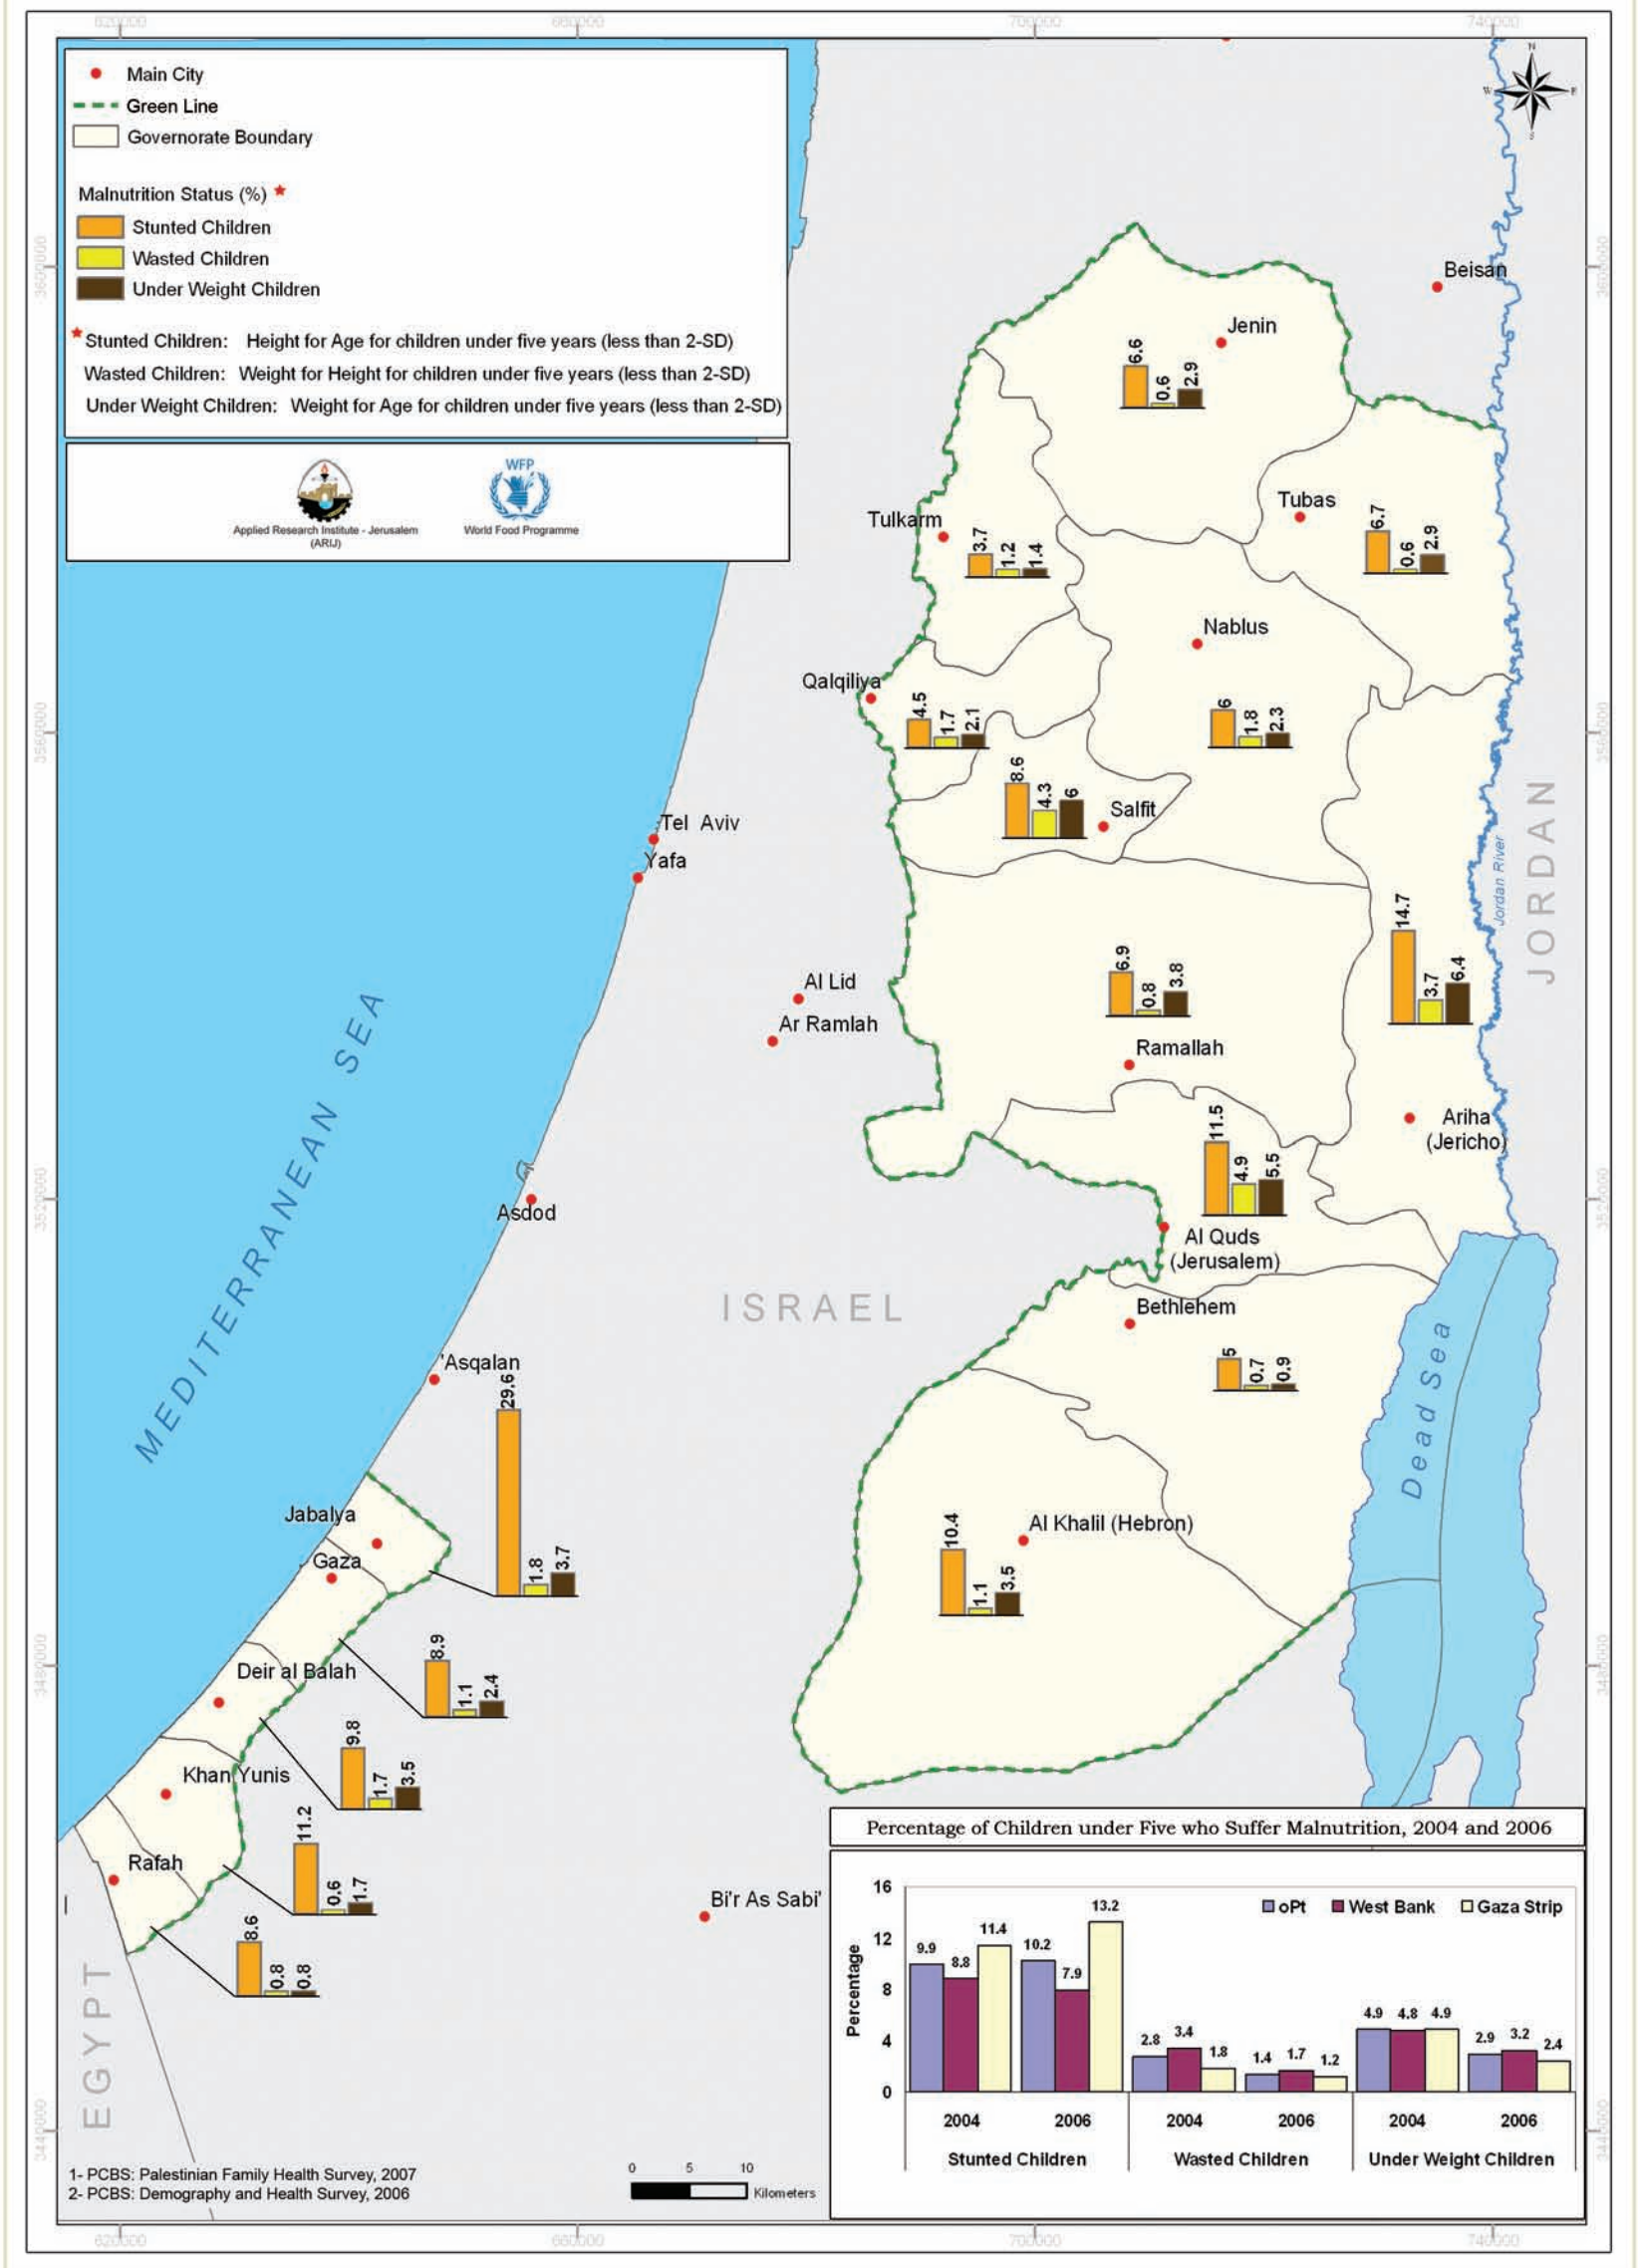 620000
660000
700000
740000
Main City
Green Line
Governorate Boundary
Malnutrition Status (%)
Stunted Children
Wasted Children
Under Weight Children
Stunted Children: Height for Age for children under five years (less than 2-SD)
Wasted Children: Weight for Height for children under five years (less than 2-SD)
Under Weight Children: Weight for Age for children under five years (less than 2-SD)
Applied Research Institute - Jerusalem
(ARIJ)
WFP
World Food Programme
N
W
E
S
3600000
3600000
Beisan
Jenin
6.6
0.6
2.9
Tubas
6.7
0.6
2.9
Tulkarm
3.7
1.2
1.4
Nablus
6
1.8
2.3
Qalqiliya
4.5
1.7
2.1
3560000
3560000
8.6
4.3
6
Salfit
Tel Aviv
Yafa
JORDAN
Jordan River
14.7
3.7
6.4
6.9
0.8
3.8
Al Lid
Ar Ramlah
Ramallah
Ariha
(Jericho)
11.5
4.9
5.5
MEDITERRANEAN SEA
3520000
3520000
Asdod
Al Quds
(Jerusalem)
ISRAEL
Bethlehem
5
0.7
0.9
Dead Sea
'Asqalan
29.6
1.8
3.7
Jabalya
Gaza
Al Khalil (Hebron)
10.4
1.1
3.5
3480000
3480000
Deir al Balah
8.9
1.1
2.4
9.8
1.7
3.5
Khan Yunis
11.2
0.6
1.7
Rafah
8.6
0.8
0.8
Bi'r As Sabi'
EGYPT
Percentage of Children under Five who Suffer Malnutrition, 2004 and 2006
Percentage
16
12
8
4
0
oPt
West Bank
Gaza Strip
9.9
8.8
11.4
10.2
7.9
13.2
2.8
3.4
1.8
1.4
1.7
1.2
4.9
4.8
4.9
2.9
3.2
2.4
2004
2006
2004
2006
2004
2006
Stunted Children
Wasted Children
Under Weight Children
3440000
3440000
1- PCBS: Palestinian Family Health Survey, 2007
2- PCBS: Demography and Health Survey, 2006
0
5
10
Kilometers
620000
660000
700000
740000